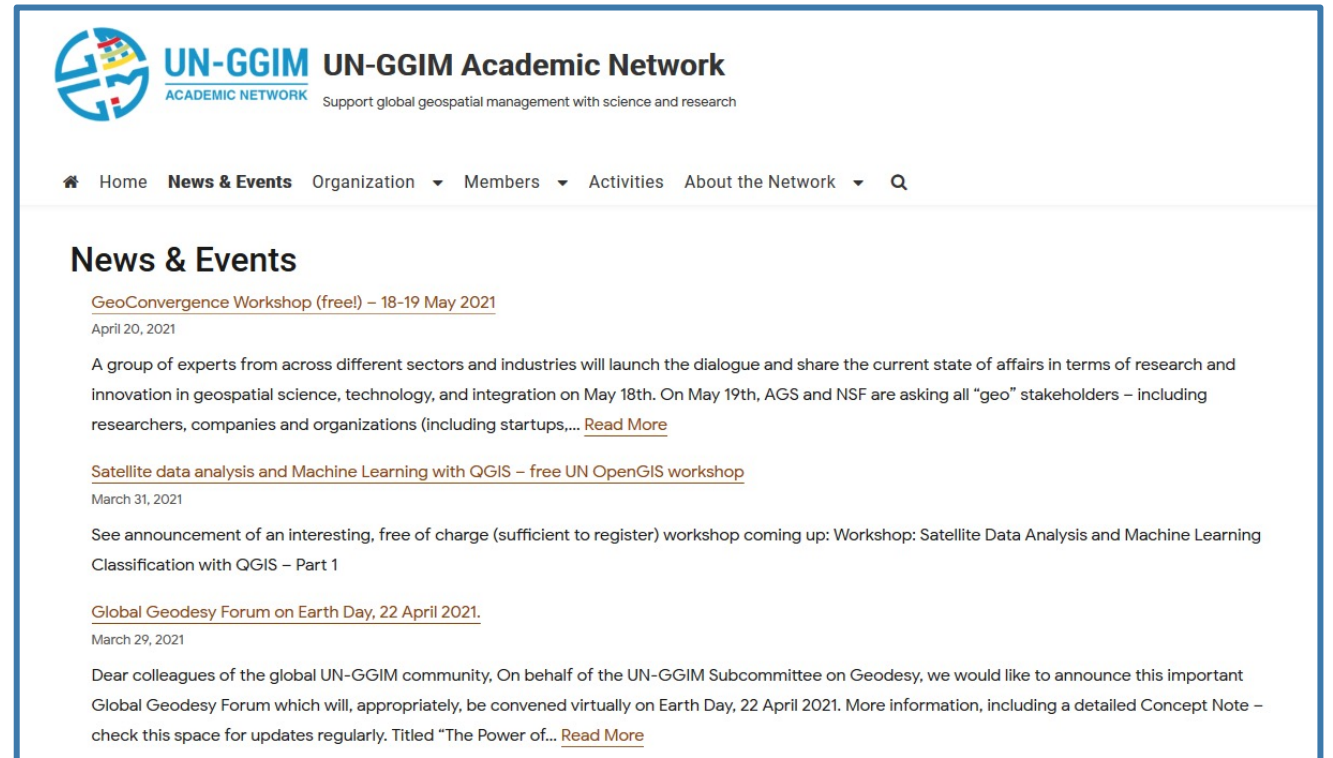 UN-GGIM
ACADEMIC NETWORK
UN-GGIM Academic Network
Support global geospatial management with science and research
Home News & Events Organization Members Activities About the Network
News & Events
GeoConvergence Workshop (free!) – 18-19 May 2021
April 20, 2021
A group of experts from across different sectors and industries will launch the dialogue and share the current state of affairs in terms of research and
innovation in geospatial science, technology, and integration on May 18th. On May 19th, AGS and NSF are asking all “geo” stakeholders – including
researchers, companies and organizations (including startups,... Read More
Satellite data analysis and Machine Learning with QGIS – free UN OpenGIS workshop
March 31, 2021
See announcement of an interesting, free of charge (sufficient to register) workshop coming up: Workshop: Satellite Data Analysis and Machine Learning
Classification with QGIS – Part 1
Global Geodesy Forum on Earth Day, 22 April 2021.
March 29, 2021
Dear colleagues of the global UN-GGIM community, On behalf of the UN-GGIM Subcommittee on Geodesy, we would like to announce this important
Global Geodesy Forum which will, appropriately, be convened virtually on Earth Day, 22 April 2021. More information, including a detailed Concept Note –
check this space for updates regularly. Titled “The Power of... Read More